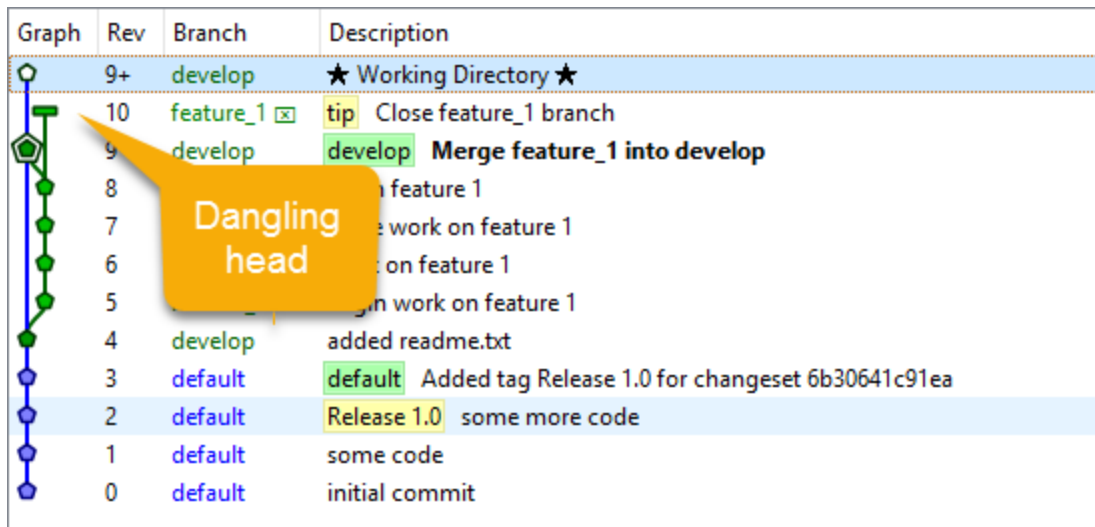 Graph Rev Branch Description
9+ develop ★ Working Directory ★
10 feature_1 tip Close feature_1 branch
9 develop develop Merge feature_1 into develop
8 feature 1
7 work on feature 1
6 on feature 1
5 work on feature 1
Dangling
head
4 develop added readme.txt
3 default default Added tag Release 1.0 for changeset 6b30641c91ea
2 default Release 1.0 some more code
1 default some code
0 default initial commit